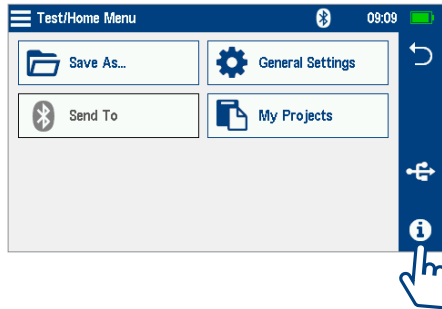 Test/Home Menu 09:09
Save As... General Settings
Send To My Projects